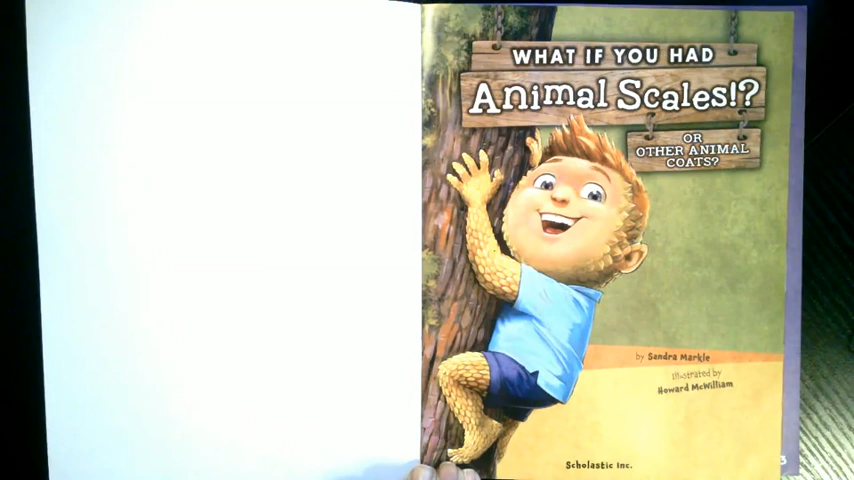 WHAT IF YOU HAD
Animal Scales!?
OR
OTHER ANIMAL
COATS?
by Sandra Markle
Illustrated by
Howard McWilliam
Scholastic Inc.
3